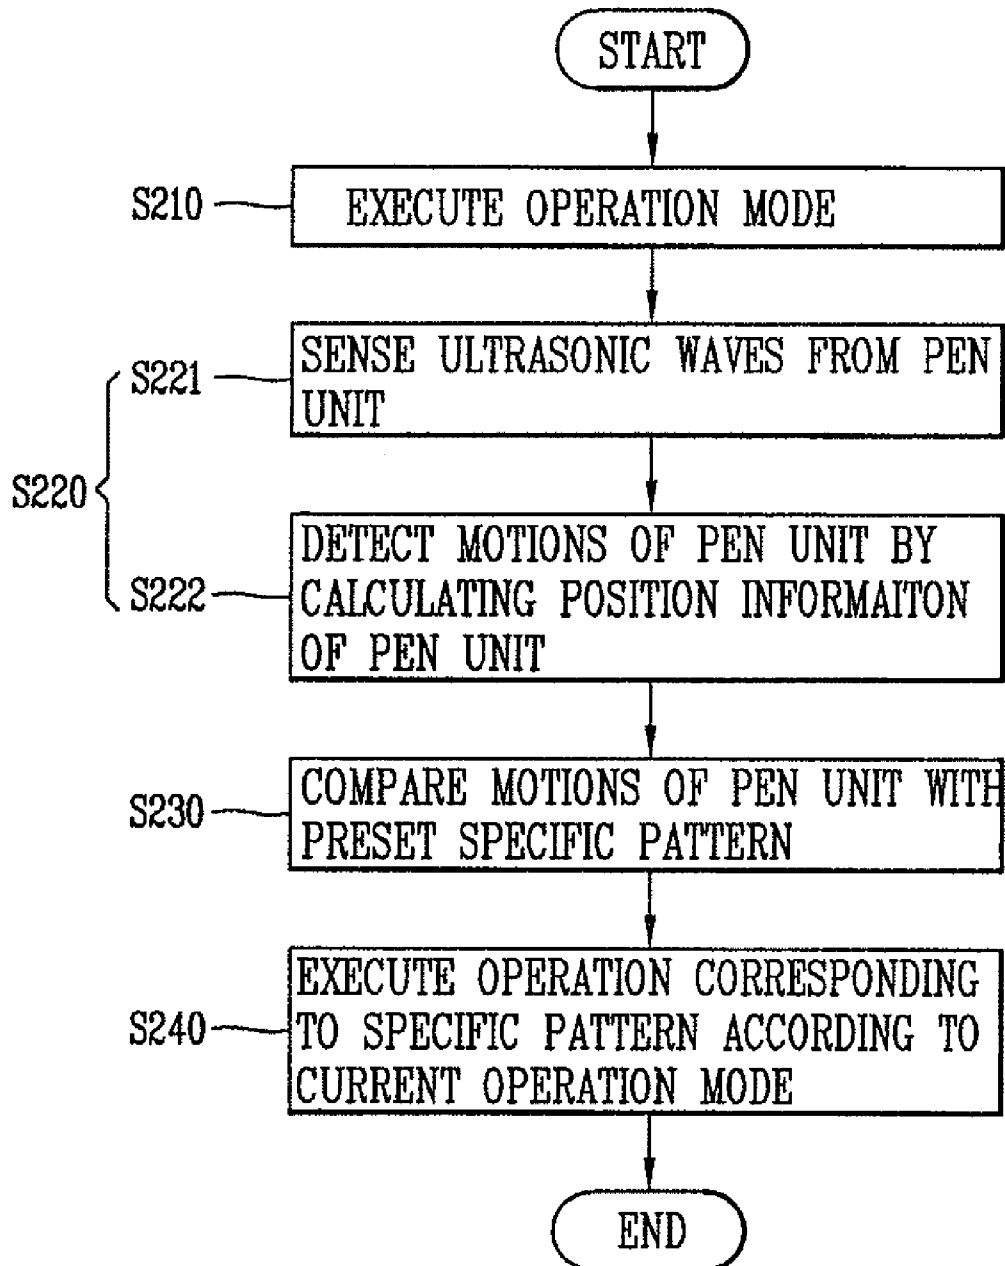 START
S210
EXECUTE OPERATION MODE
S221
SENSE ULTRASONIC WAVES FROM PEN
UNIT
S220
S222
DETECT MOTIONS OF PEN UNIT BY
CALCULATING POSITION INFORMAITON
OF PEN UNIT
S230
COMPARE MOTIONS OF PEN UNIT WITH
PRESET SPECIFIC PATTERN
S240
EXECUTE OPERATION CORRESPONDING
TO SPECIFIC PATTERN ACCORDING TO
CURRENT OPERATION MODE
END